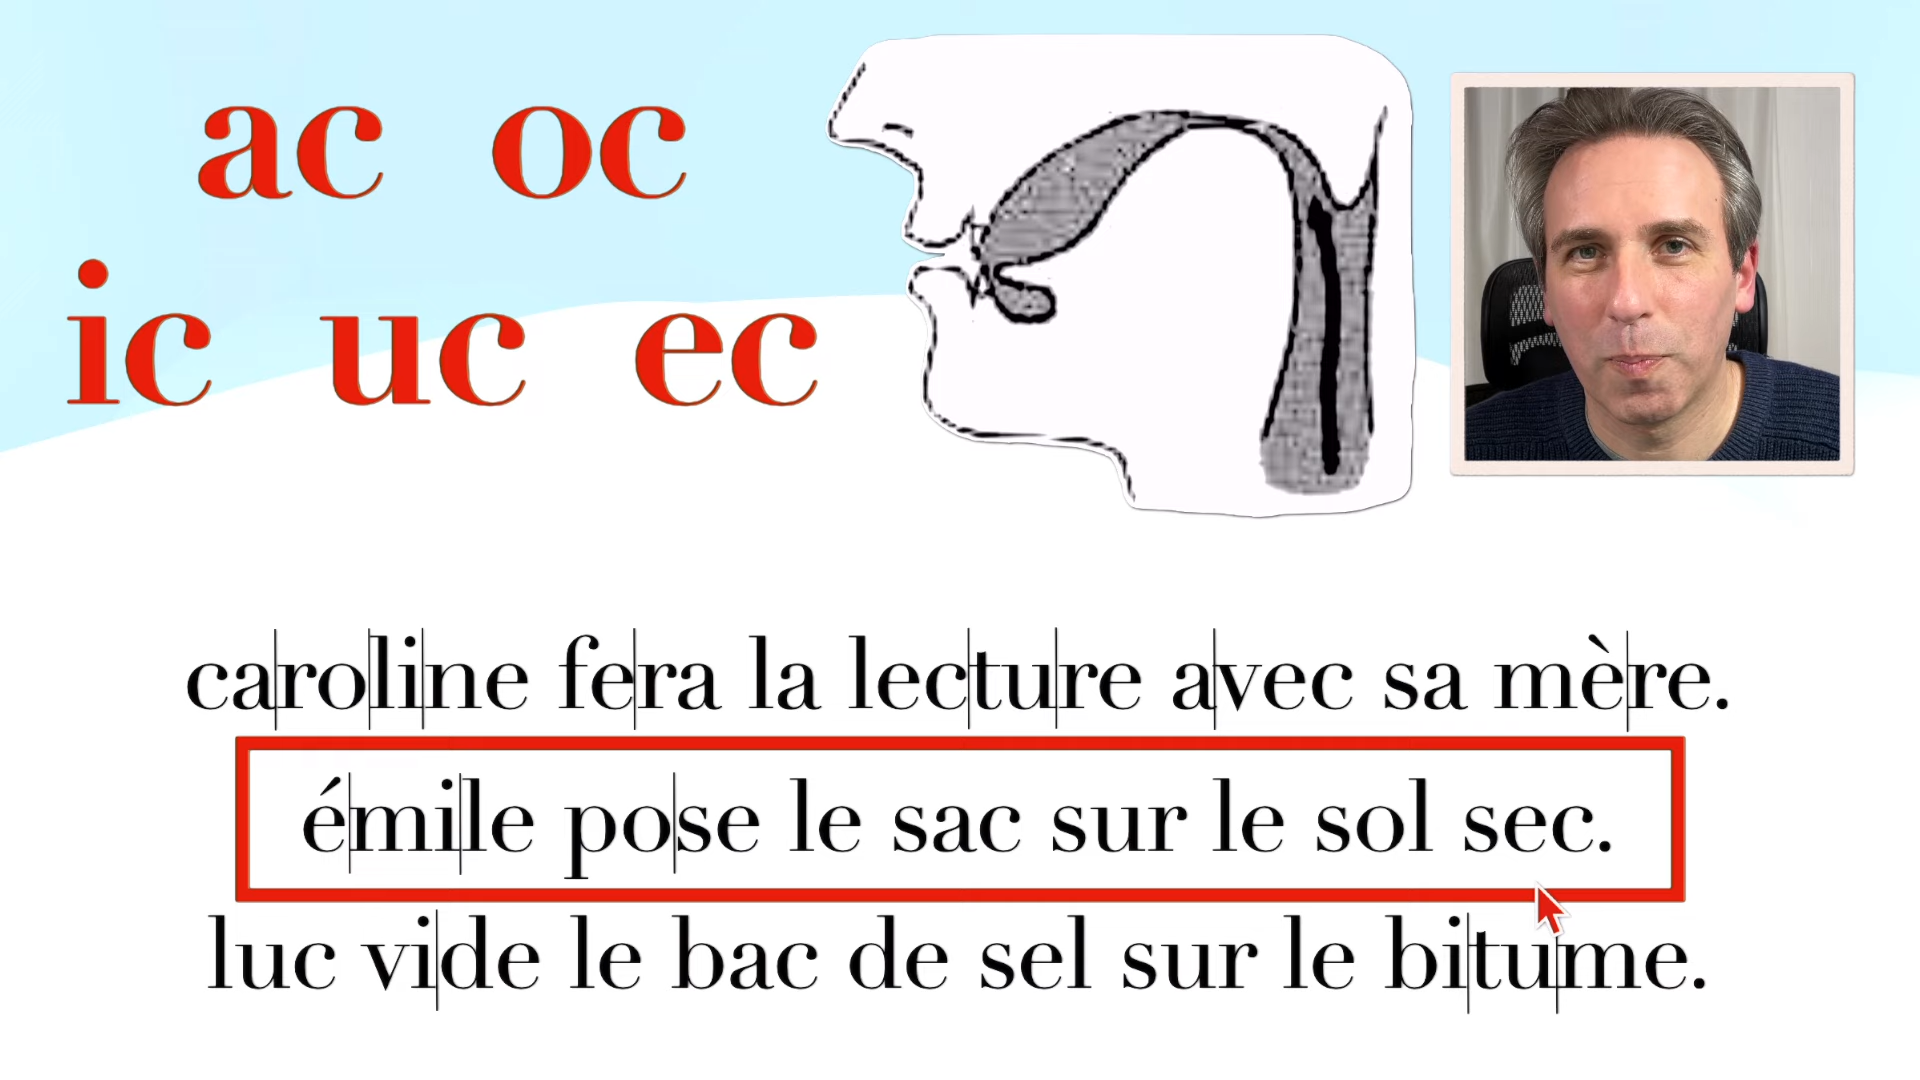 ac oc
ic uc ec
caroline fera la lecture avec sa mère.
émile pose le sac sur le sol sec.
luc vide le bac de sel sur le bitume.